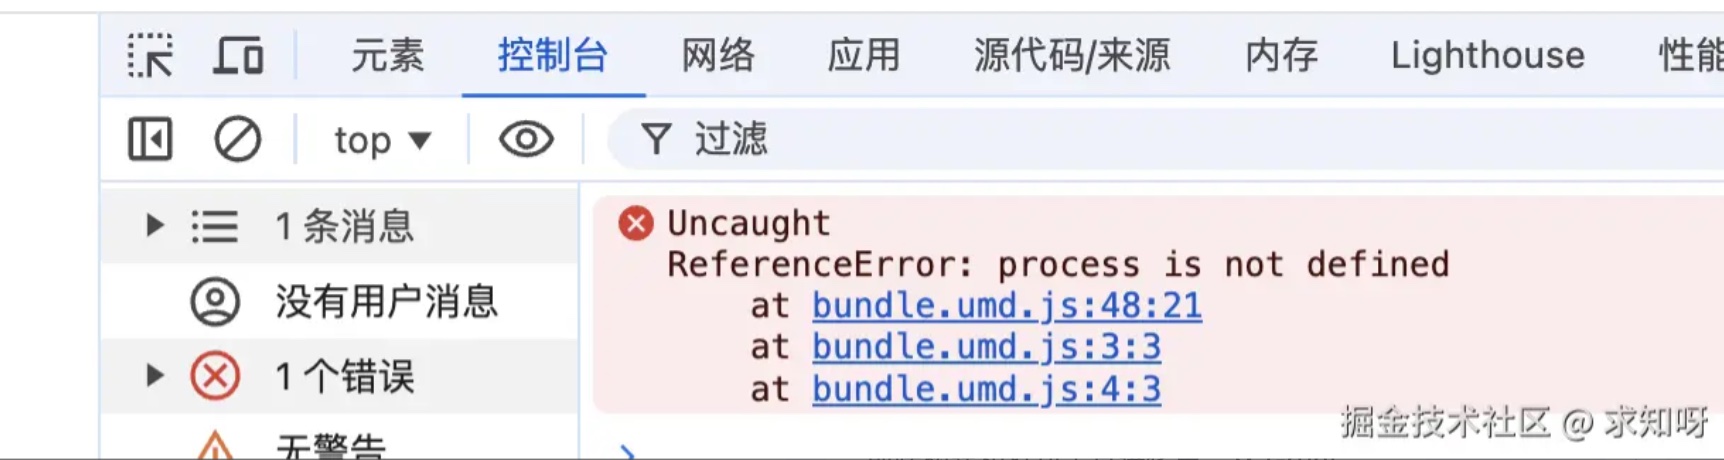 元素 控制台 网络 应用 源代码/来源 内存 Lighthouse 性能
top 过滤
1 条消息
没有用户消息
1 个错误
无警告
Uncaught
ReferenceError: process is not defined
at bundle.umd.js:48:21
at bundle.umd.js:3:3
at bundle.umd.js:4:3
掘金技术社区 @ 求知呀